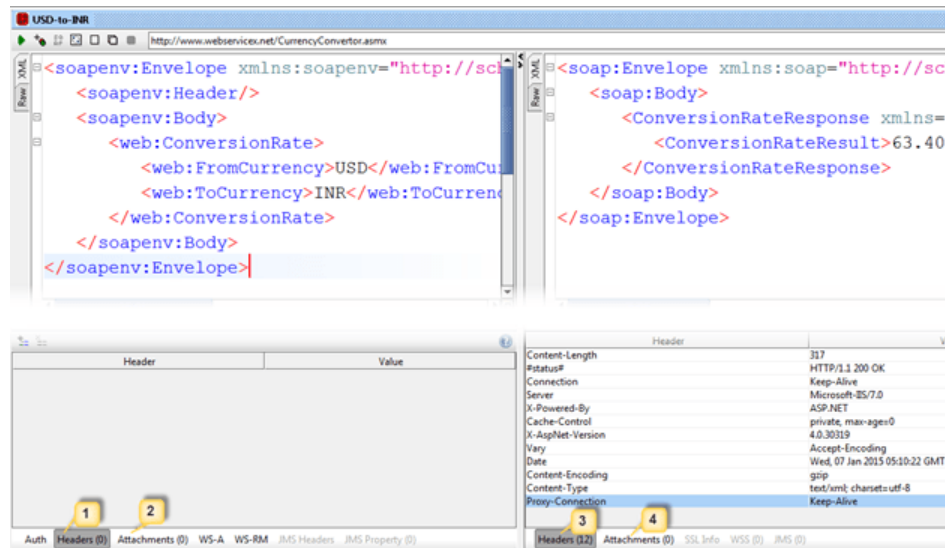 USD-to-INR
http://www.webservicex.net/CurrencyConvertor.asmx
XML
Raw
<soapenv:Envelope xmlns:soapenv="http://sch
<soapenv:Header/>
<soapenv:Body>
<web:ConversionRate>
<web:FromCurrency>USD</web:FromCur
<web:ToCurrency>INR</web:ToCurrenc
</web:ConversionRate>
</soapenv:Body>
</soapenv:Envelope>
XML
Raw
<soap:Envelope xmlns:soap="http://sc
<soap:Body>
<ConversionRateResponse xmlns=
<ConversionRateResult>63.40
</ConversionRateResponse>
</soap:Body>
</soap:Envelope>
Header Value
1 2
Auth Headers (0) Attachments (0) WS-A WS-RM JMS Headers JMS Property (0)
Header V
Content-Length 317
#status# HTTP/1.1 200 OK
Connection Keep-Alive
Server Microsoft-IIS/7.0
X-Powered-By ASP.NET
Cache-Control private, max-age=0
X-AspNet-Version 4.0.30319
Vary Accept-Encoding
Date Wed, 07 Jan 2015 05:10:22 GMT
Content-Encoding gzip
Content-Type text/xml; charset=utf-8
Proxy-Connection Keep-Alive
3 4
Headers (12) Attachments (0) SSL Info WSS (0) JMS (0)